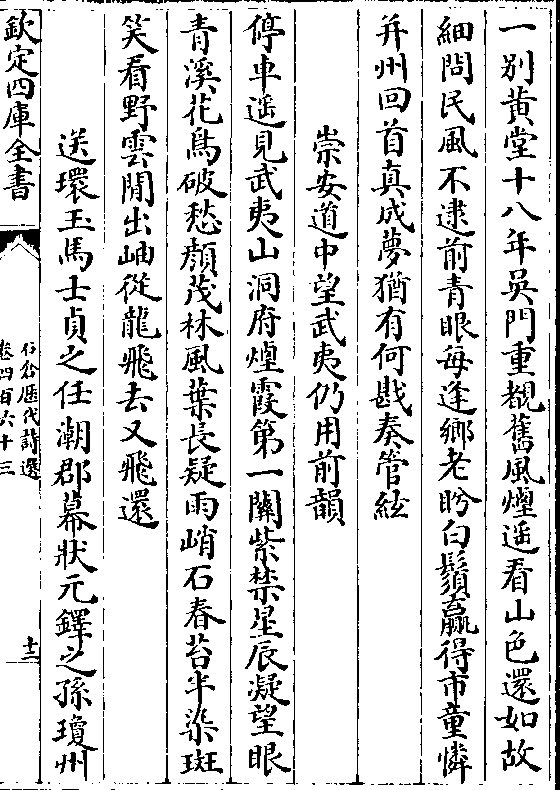 一别黄堂十八年吳門重覩舊風煙遥看山色還如故
細問民風不逮前青眼每逢鄉老盻白鬚贏得市童憐
并州回首真成夢猶有何戡奏管絃
崇安道中望武夷仍用前韻
停車遥見武夷山洞府煙霞第一關紫禁星辰凝望眼
青溪花鳥破愁顔茂林風葉長疑雨峭石春苔半染斑
笑看野雲閒出岫從龍飛去又飛還
送環玉馬士貞之任潮郡幕狀元鐸之孫瓊州
欽定四庫全書
石倉歷代詩選
卷四百六十三
十二